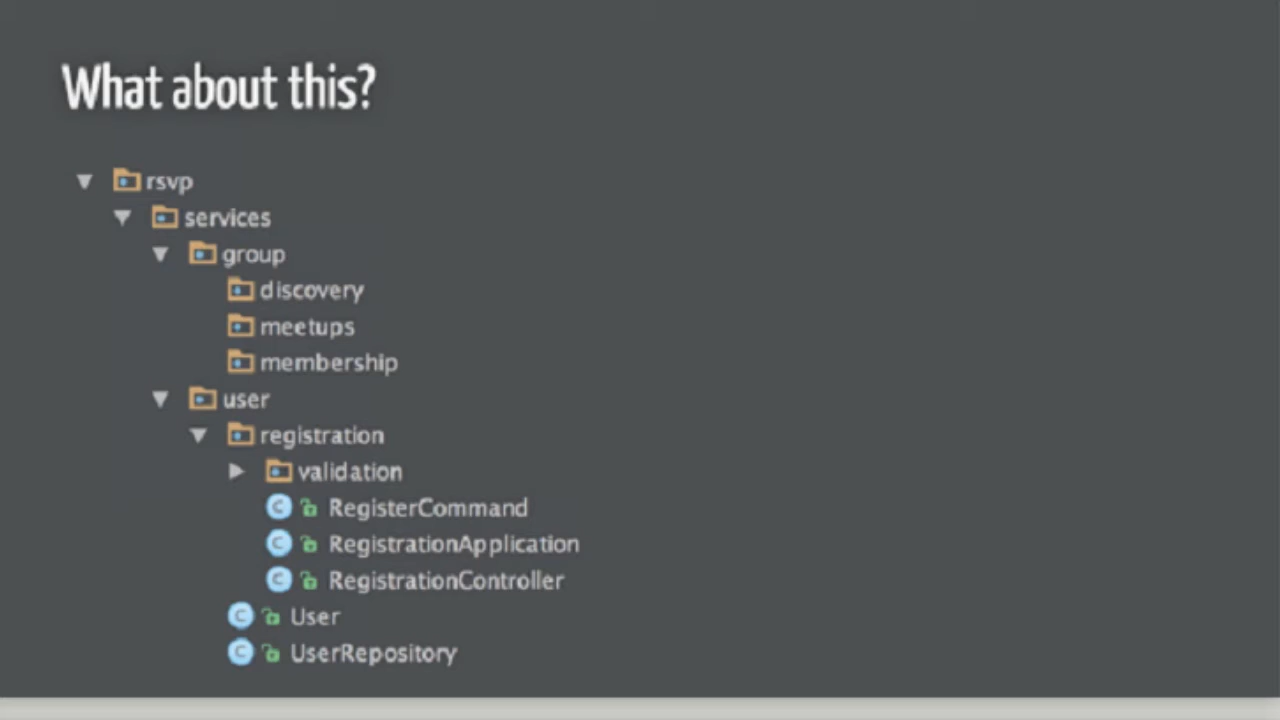 What about this?
rsvp
services
group
discovery
meetups
membership
user
registration
validation
RegisterCommand
RegistrationApplication
RegistrationController
User
UserRepository